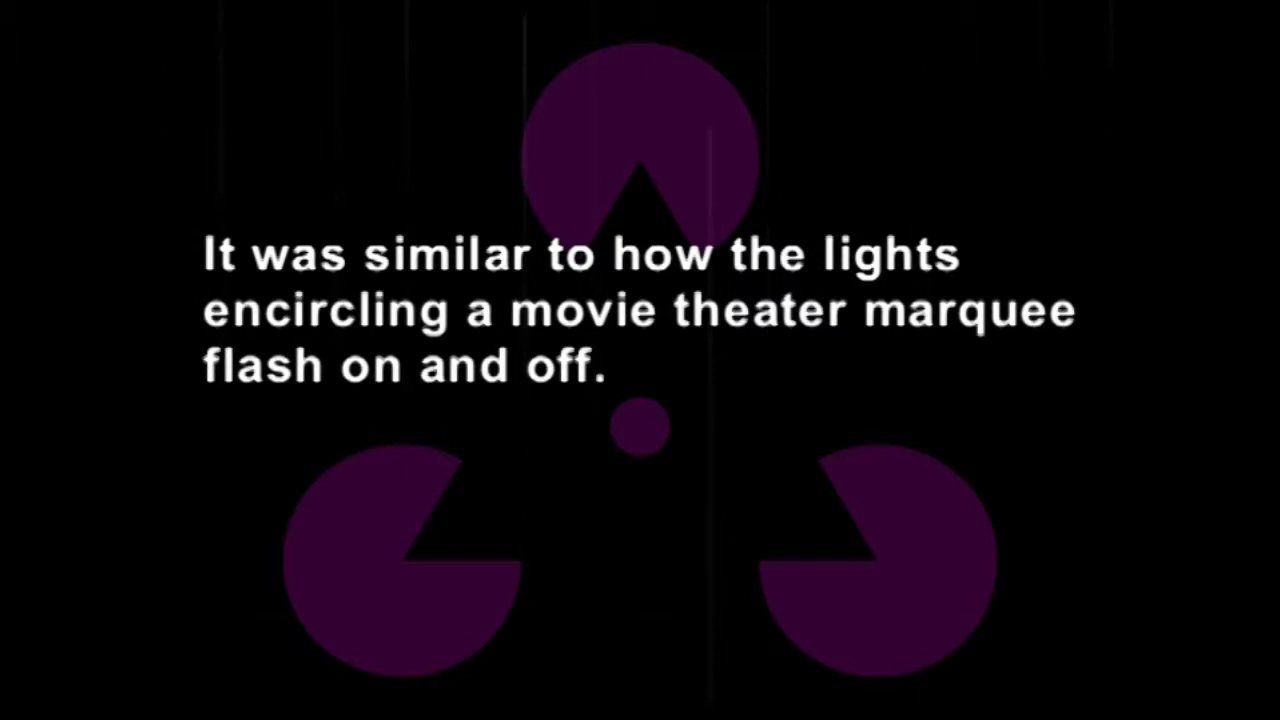 It was similar to how the lights
encircling a movie theater marquee
flash on and off.